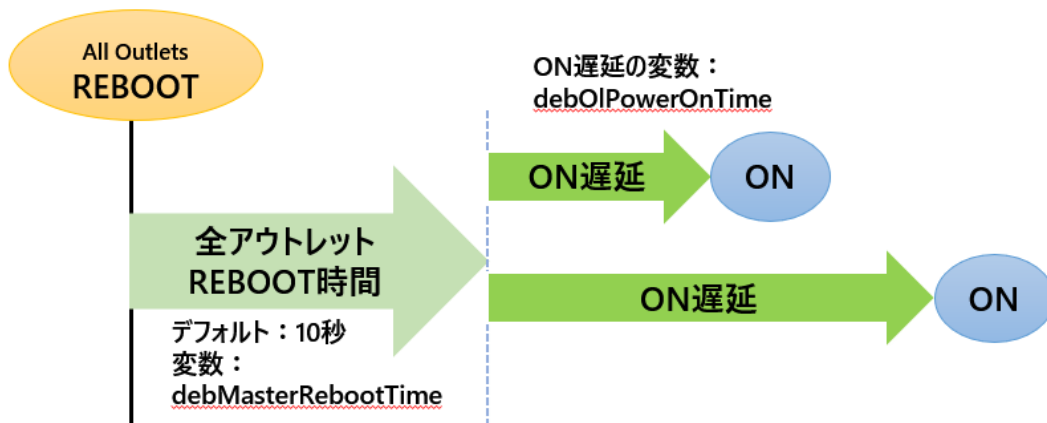 All Outlets
REBOOT
ON遅延の変数：
debOlPowerOnTime
ON遅延
ON
全アウトレット
REBOOT時間
ON遅延
ON
デフォルト：10秒
変数：
debMasterRebootTime